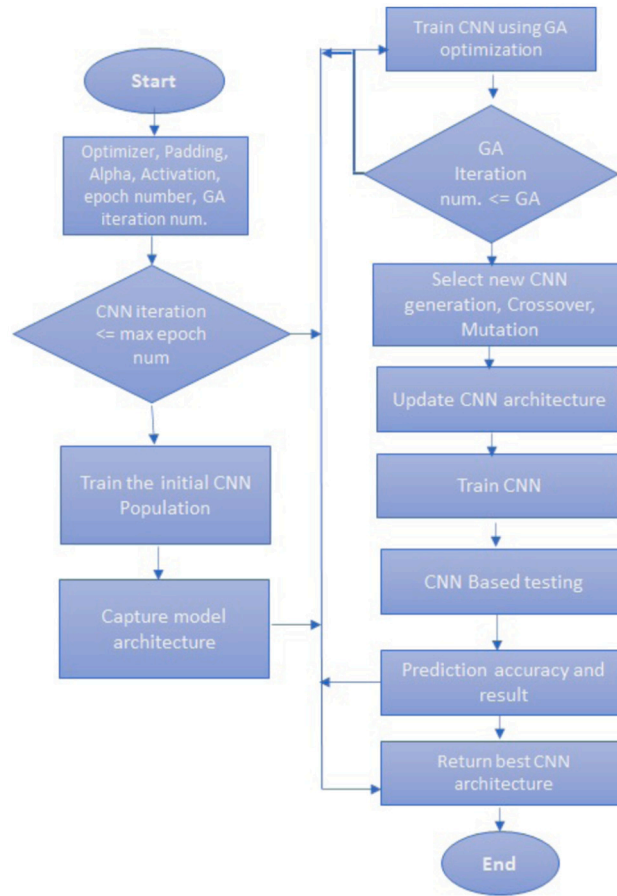 Start
Optimizer, Padding,
Alpha, Activation,
epoch number, GA
iteration num.
CNN iteration
<= max epoch
num
Train the initial CNN
Population
Capture model
architecture
Train CNN using GA
optimization
GA
Iteration
num. <= GA
Select new CNN
generation, Crossover,
Mutation
Update CNN architecture
Train CNN
CNN Based testing
Prediction accuracy and
result
Return best CNN
architecture
End